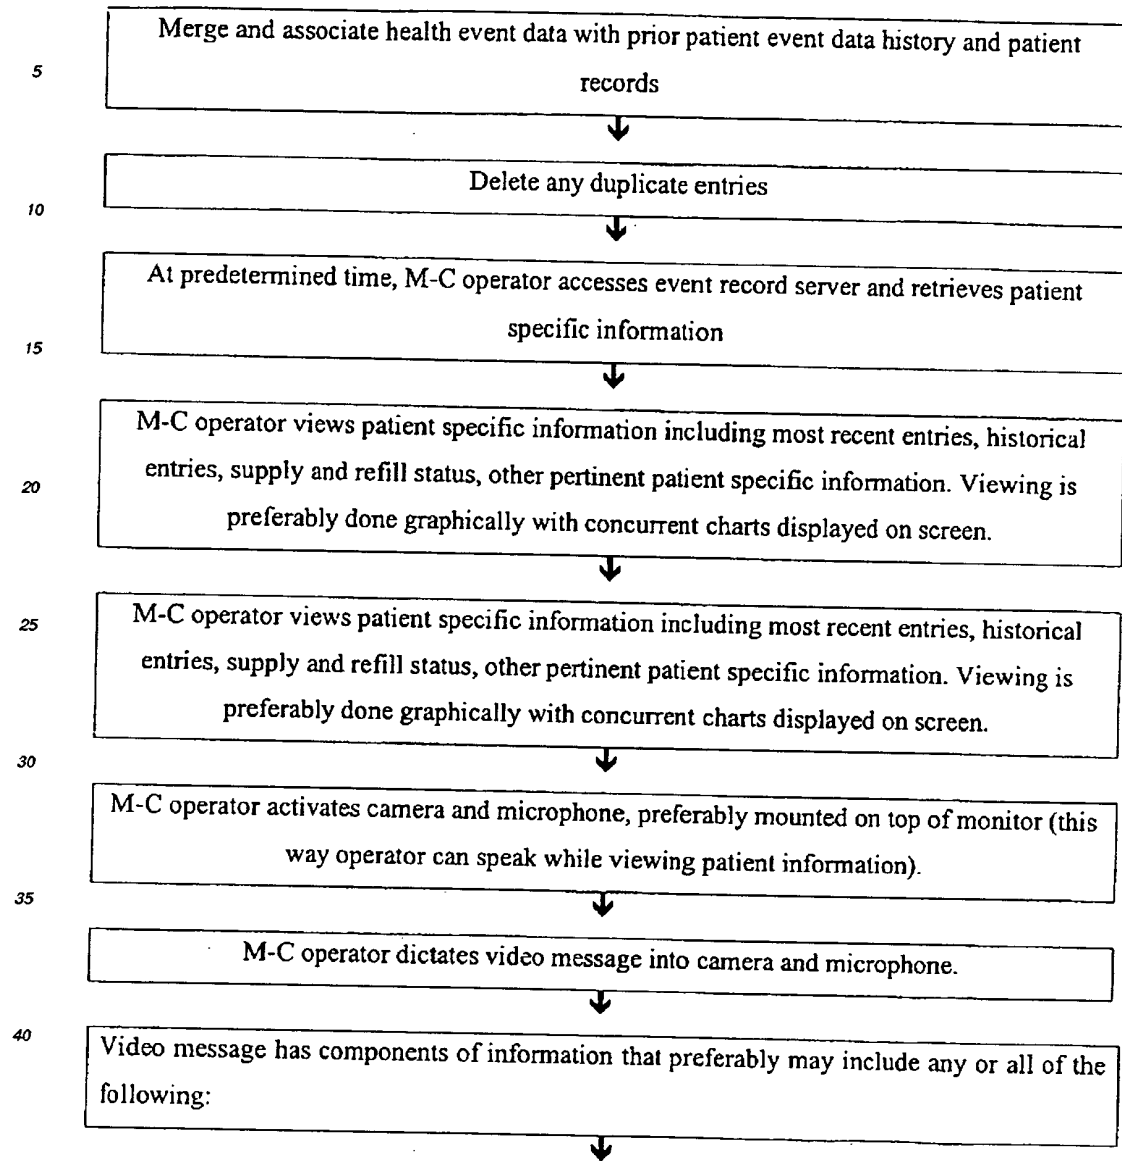 Merge and associate health event data with prior patient event data history and patient
5
records
Delete any duplicate entries
10
At predetermined time, M-C operator accesses event record server and retrieves patient
specific information
15
M-C operator views patient specific information including most recent entries, historical
entries, supply and refill status, other pertinent patient specific information. Viewing is
20
preferably done graphically with concurrent charts displayed on screen.
M-C operator views patient specific information including most recent entries, historical
25
entries, supply and refill status, other pertinent patient specific information. Viewing is
preferably done graphically with concurrent charts displayed on screen.
30
M-C operator activates camera and microphone, preferably mounted on top of monitor (this
way operator can speak while viewing patient information).
35
M-C operator dictates video message into camera and microphone.
40
Video message has components of information that preferably may include any or all of the
following: